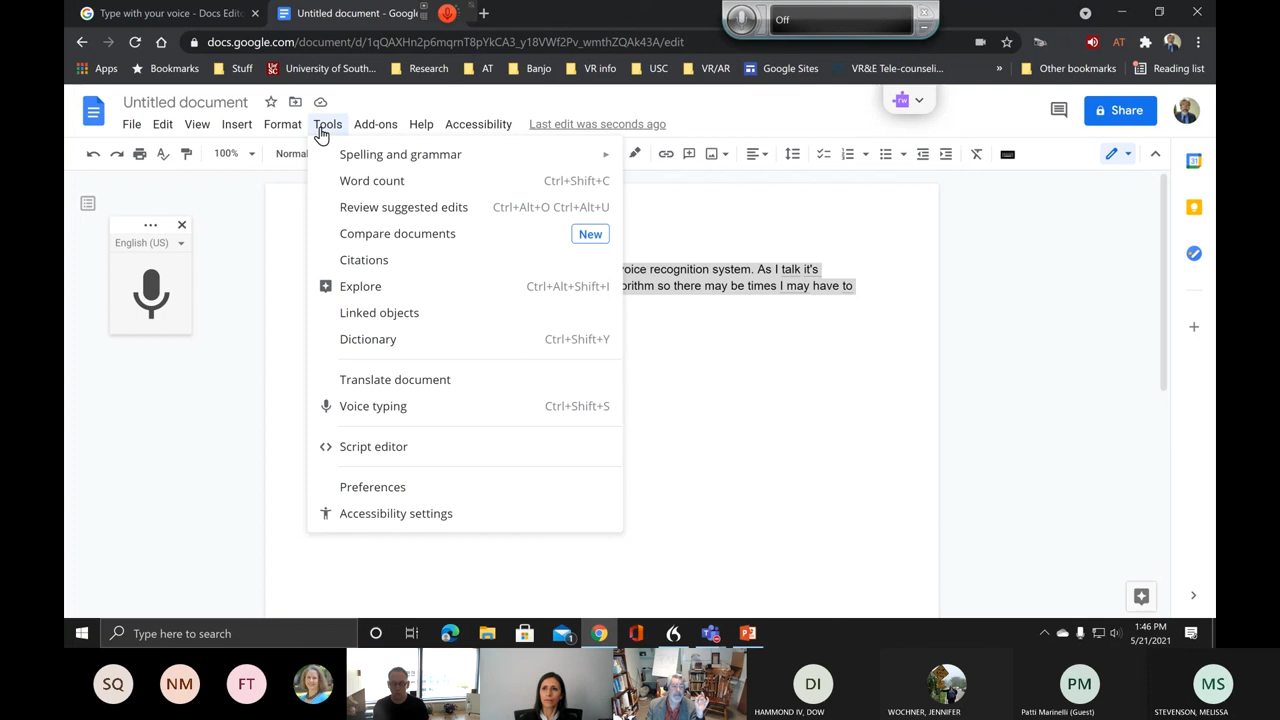 Type with your voice - Docs Edit
Untitled document - Google
Off
docs.google.com/document/d/1qQAXHn2p6mqrnT8pYkCA3_y18VWf2Pv_wmthZQAk43A/edit
AT
Apps
Bookmarks
Stuff
University of South...
Research
AT
Banjo
VR info
USC
VR/AR
Google Sites
VR&E Tele-counseli...
»
Other bookmarks
Reading list
Untitled document
rw
Share
File Edit View Insert Format Tools Add-ons Help Accessibility Last edit was seconds ago
100%
Normal
Spelling and grammar
Word count Ctrl+Shift+C
Review suggested edits Ctrl+Alt+O Ctrl+Alt+U
Compare documents New
Citations
Explore Ctrl+Alt+Shift+I
Linked objects
Dictionary Ctrl+Shift+Y
Translate document
Voice typing Ctrl+Shift+S
Script editor
Preferences
Accessibility settings
English (US)
voice recognition system. As I talk it's
orithm so there may be times I may have to
31
Type here to search
1
1:46 PM
5/21/2021
SQ
NM
FT
DI
HAMMOND IV, DOW
WOCHNER, JENNIFER
PM
Patti Marinelli (Guest)
MS
STEVENSON, MELISSA